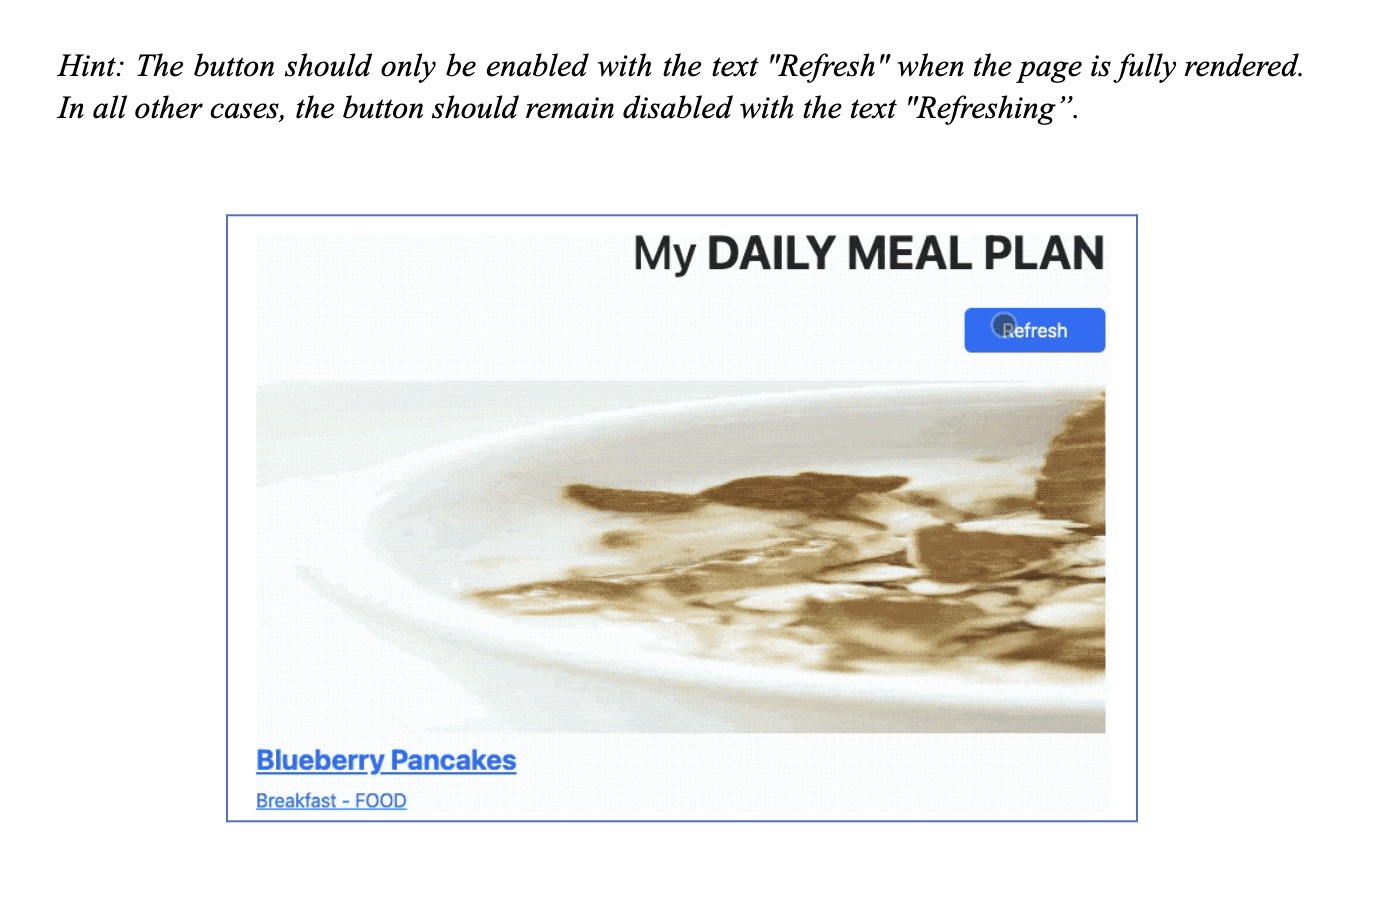 Hint: The button should only be enabled with the text "Refresh" when the page is fully rendered.
In all other cases, the button should remain disabled with the text "Refreshing”.
My DAILY MEAL PLAN
Refresh
Blueberry Pancakes
Breakfast - FOOD